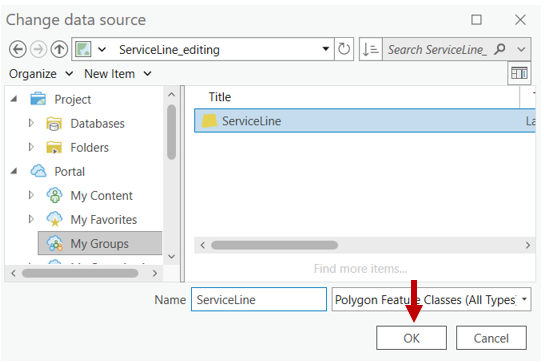 Change data source
ServiceLine_editing
Search ServiceLine_
Organize New Item
Project
Databases
Folders
Portal
My Content
My Favorites
My Groups
Title
ServiceLine
La
Find more items...
Name ServiceLine Polygon Feature Classes (All Types)
OK Cancel